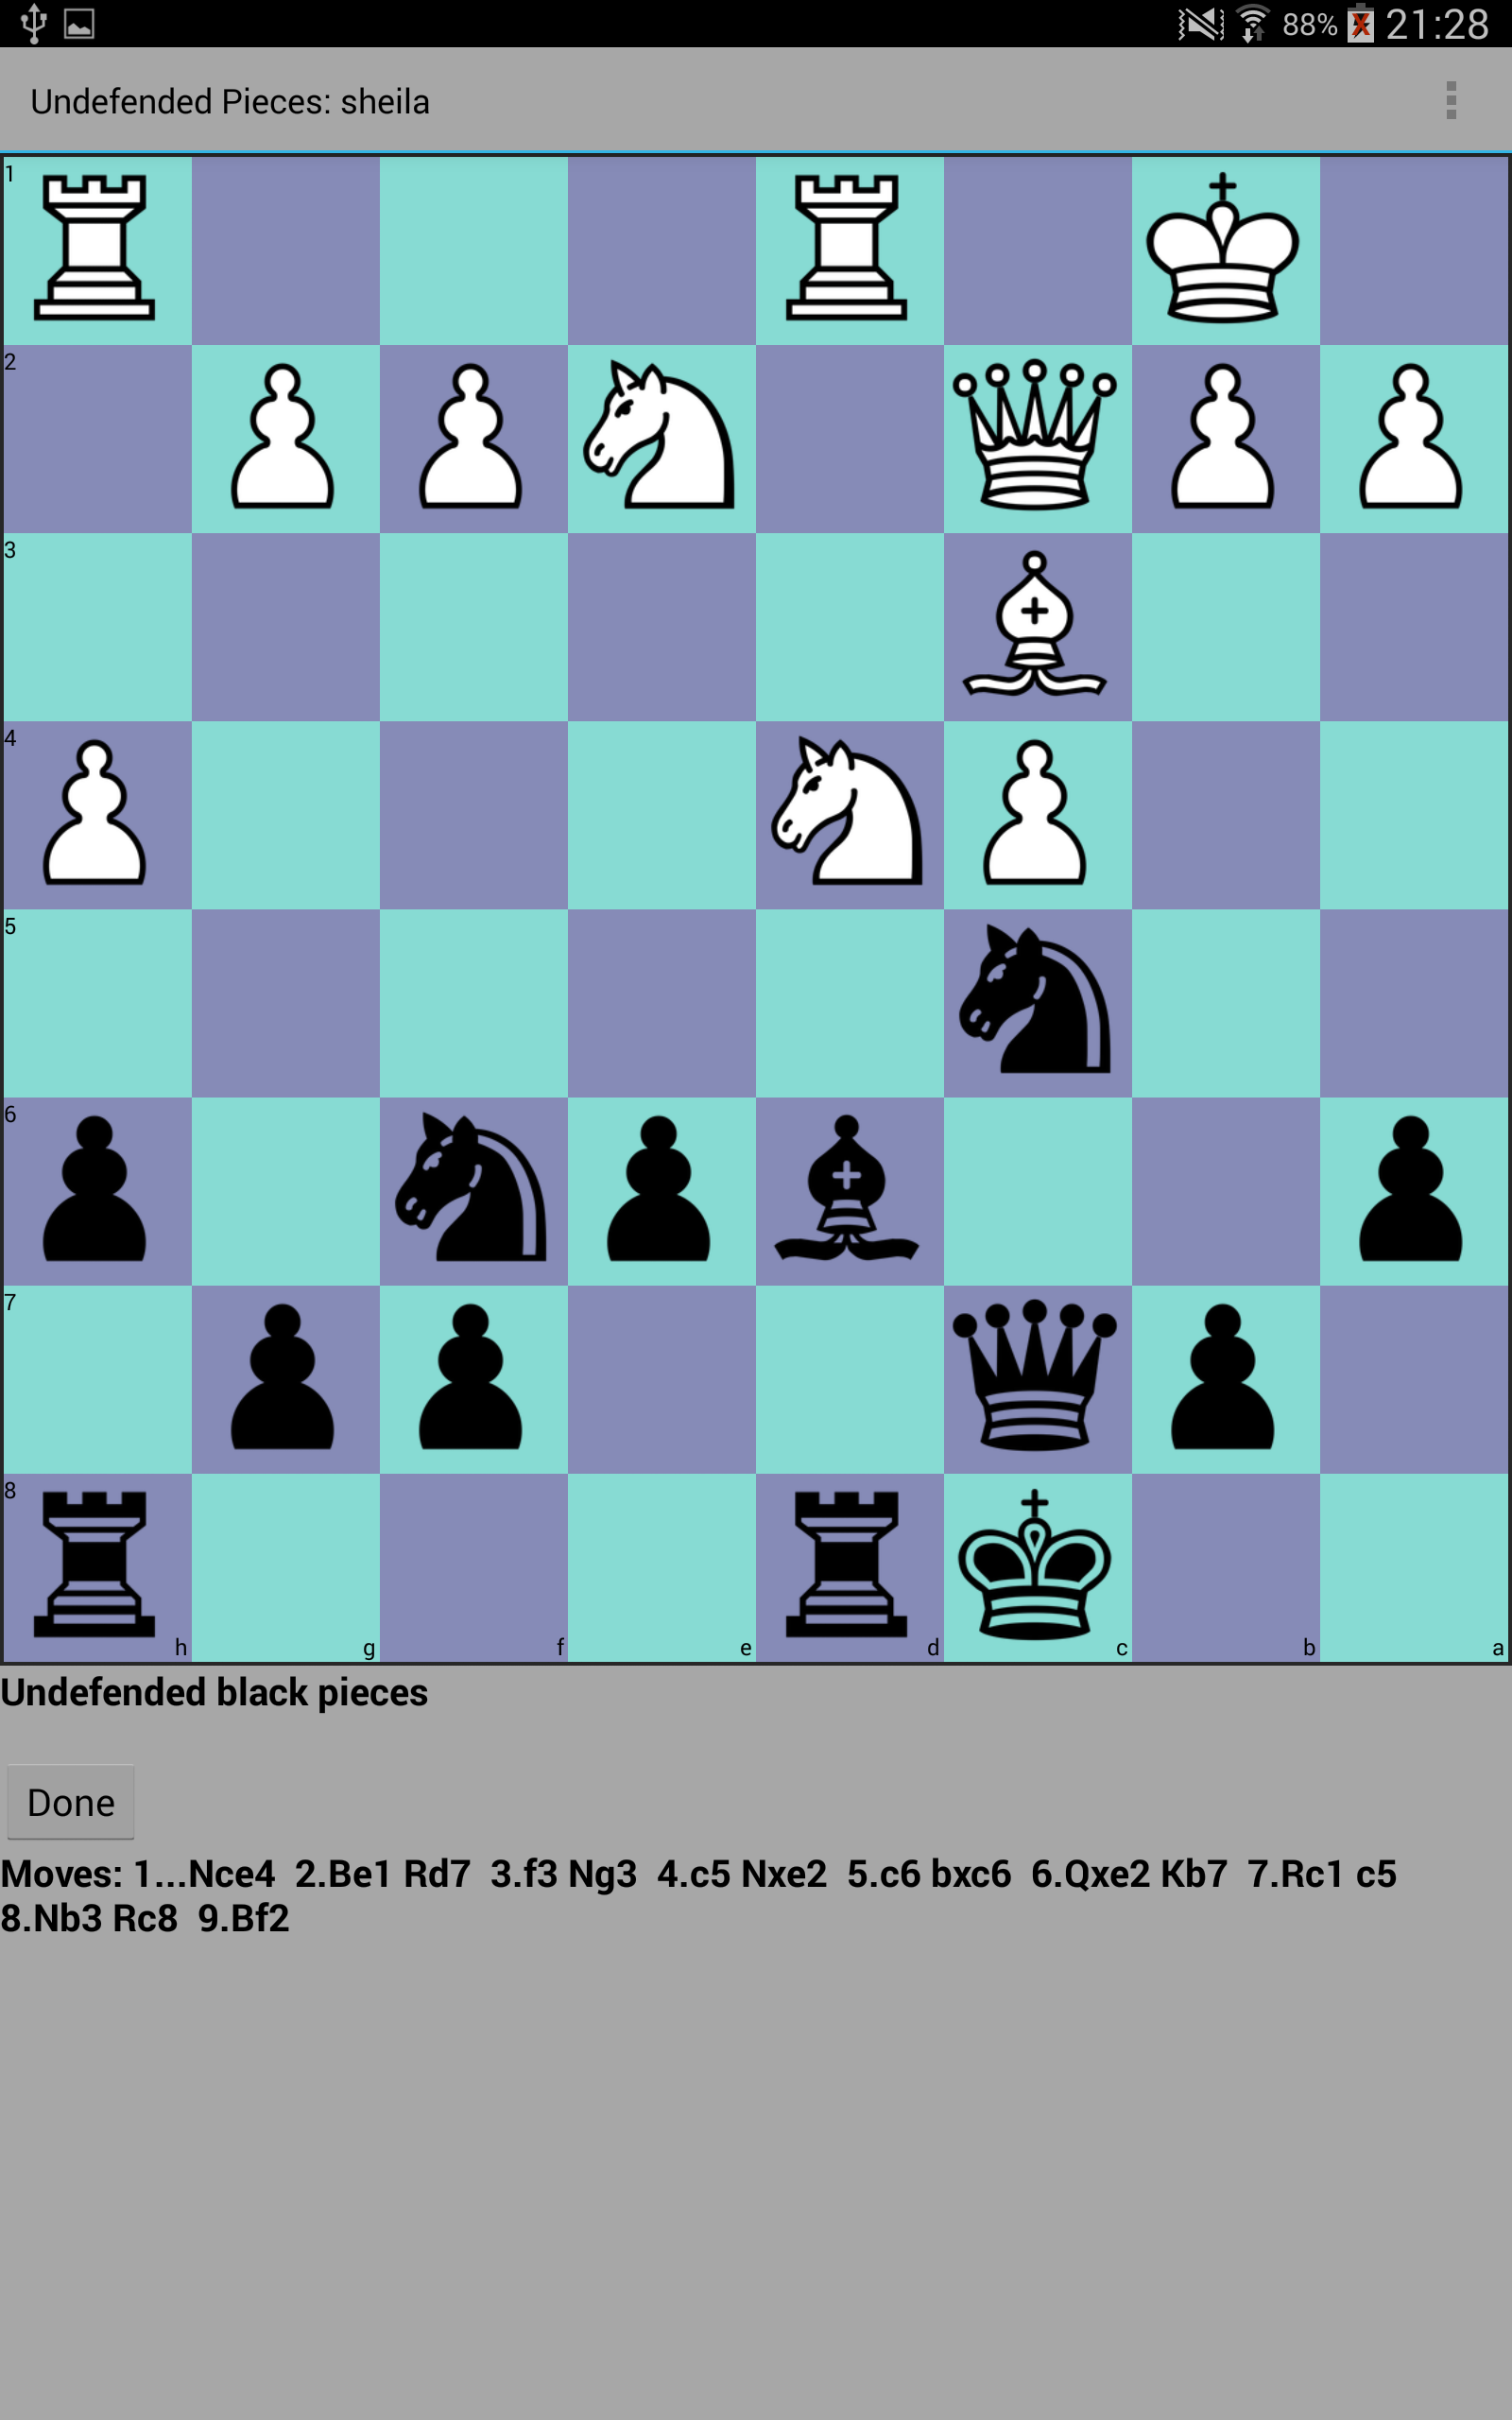 88% 21:28
Undefended Pieces: sheila
1
2
3
4
5
6
7
8
h g f e d c b a
Undefended black pieces
Done
Moves: 1...Nce4 2.Be1 Rd7 3.f3 Ng3 4.c5 Nxe2 5.c6 bxc6 6.Qxe2 Kb7 7.Rc1 c5
8.Nb3 Rc8 9.Bf2